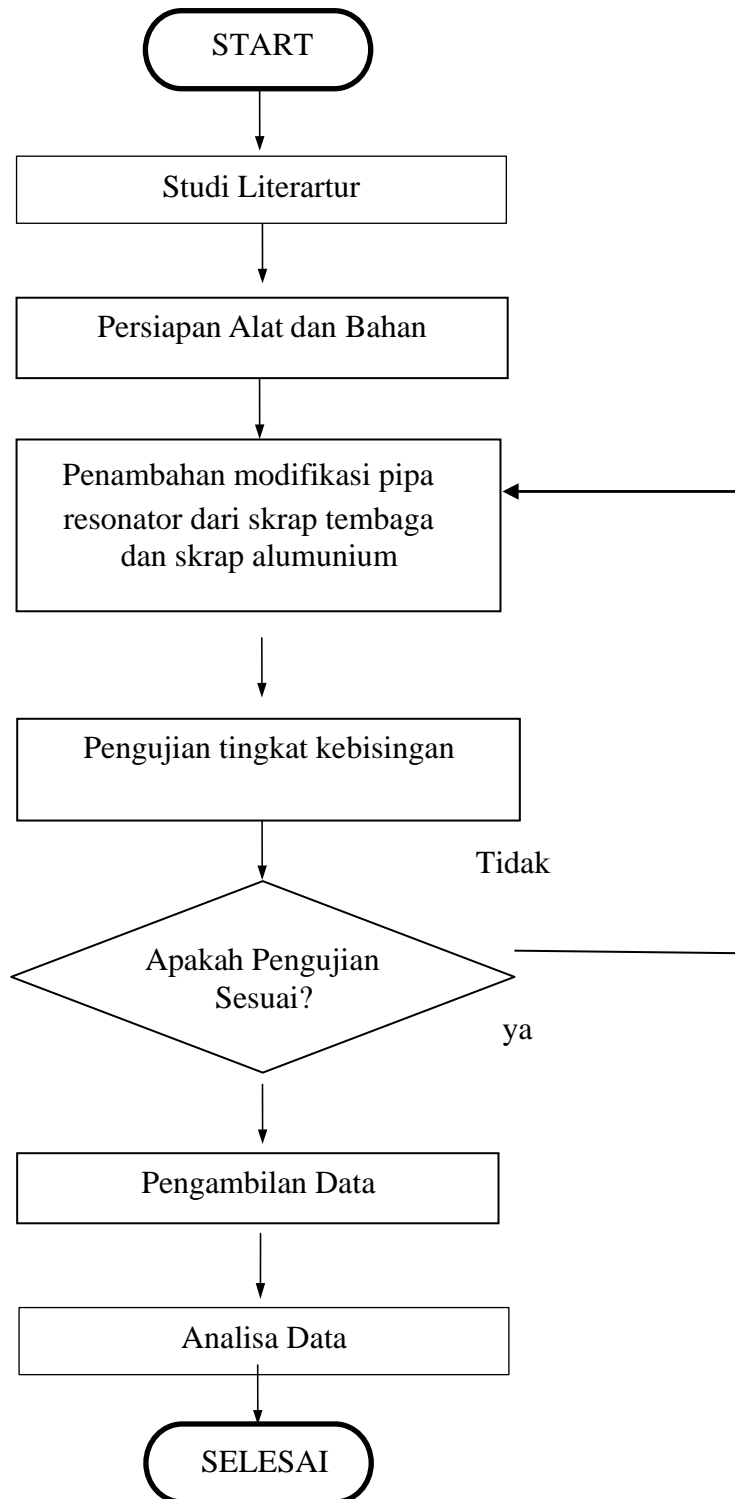 START
Studi Literartur
Persiapan Alat dan Bahan
Penambahan modifikasi pipa
resonator dari skrap tembaga
dan skrap alumunium
Pengujian tingkat kebisingan
Tidak
Apakah Pengujian
Sesuai?
ya
Pengambilan Data
Analisa Data
SELESAI